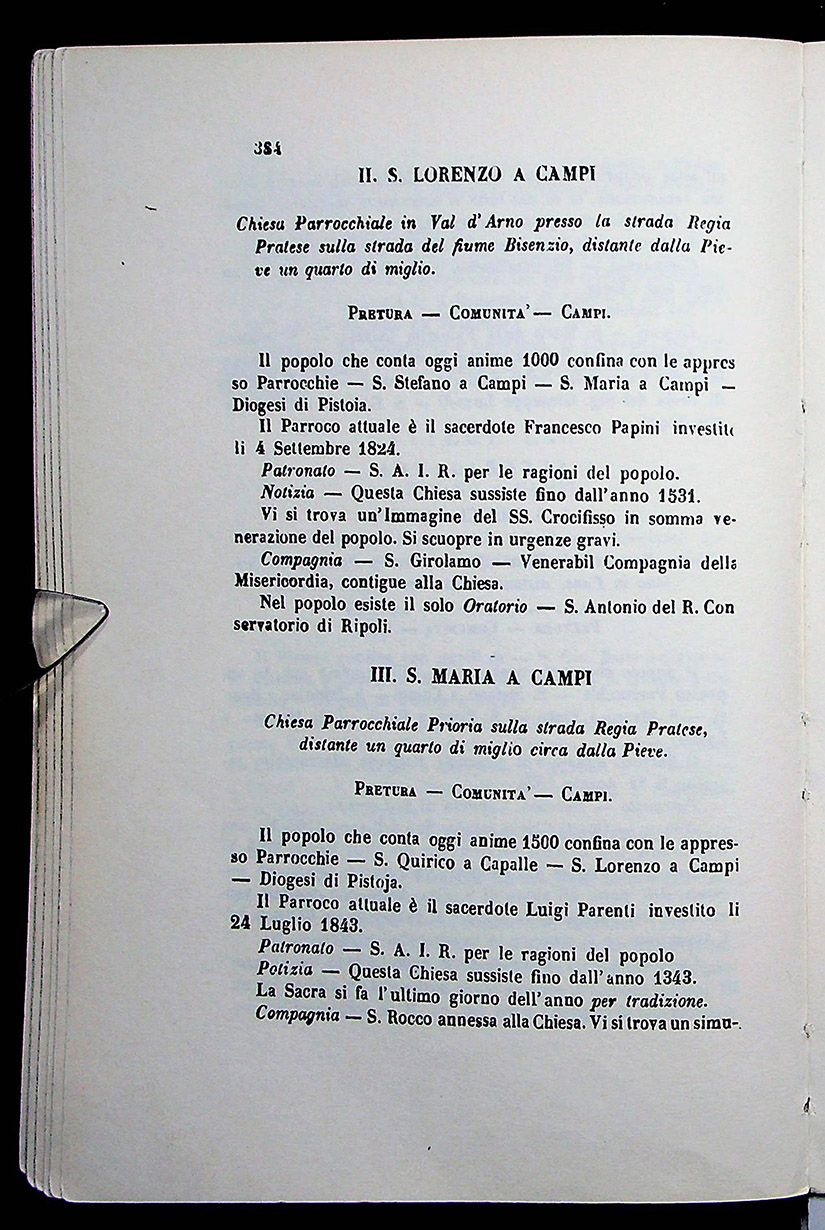 384
II. S. LORENZO A CAMPI
Chiesa Parrocchiale in Val d'Arno presso la strada Regia
Pratese sulla strada del fiume Bisenzio, distante dalla Pie-
ve un quarto di miglio.
PRETURA — COMUNITA' — CAMPI.
Il popolo che conta oggi anime 1000 confina con le appres
so Parrocchie — S. Stefano a Campi — S. Maria a Campi —
Diogesi di Pistoia.
Il Parroco attuale è il sacerdote Francesco Papini investit
li 4 Settembre 1824.
Patronato — S. A. I. R. per le ragioni del popolo.
Notizia — Questa Chiesa sussiste fino dall'anno 1531.
Vi si trova un'Immagine del SS. Crocifisso in somma ve-
nerazione del popolo. Si scuopre in urgenze gravi.
Compagnia — S. Girolamo — Venerabil Compagnia della
Misericordia, contigue alla Chiesa.
Nel popolo esiste il solo Oratorio — S. Antonio del R. Con
servatorio di Ripoli.
III. S. MARIA A CAMPI
Chiesa Parrocchiale Prioria sulla strada Regia Pratese,
distante un quarto di miglio circa dalla Pieve.
PRETURA — COMUNITA' — CAMPI.
Il popolo che conta oggi anime 1500 confina con le appres-
so Parrocchie — S. Quirico a Capalle — S. Lorenzo a Campi
— Diogesi di Pistoja.
Il Parroco attuale è il sacerdote Luigi Parenti investito li
24 Luglio 1843.
Patronato — S. A. I. R. per le ragioni del popolo
Potizia — Questa Chiesa sussiste fino dall'anno 1343.
La Sacra si fa l'ultimo giorno dell'anno per tradizione.
Compagnia — S. Rocco annessa alla Chiesa. Vi si trova un simu-